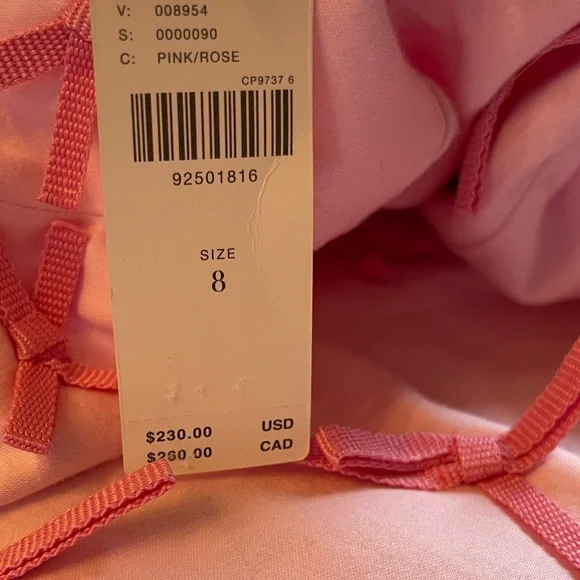 V: 008954
S: 0000090
C: PINK/ROSE
CP9737 6
92501816
SIZE
8
$230.00 USD
$260.00 CAD